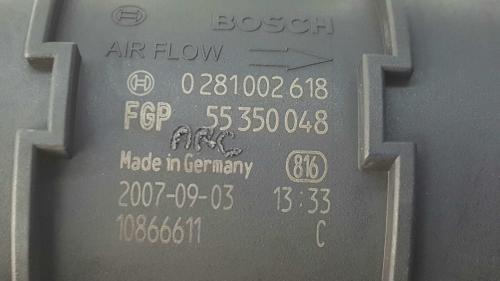 BOSCH
AIR FLOW
0 281 002 618
FGP 55 350 048
ARC
Made in Germany 816
2007-09-03 13:33
10866611 C